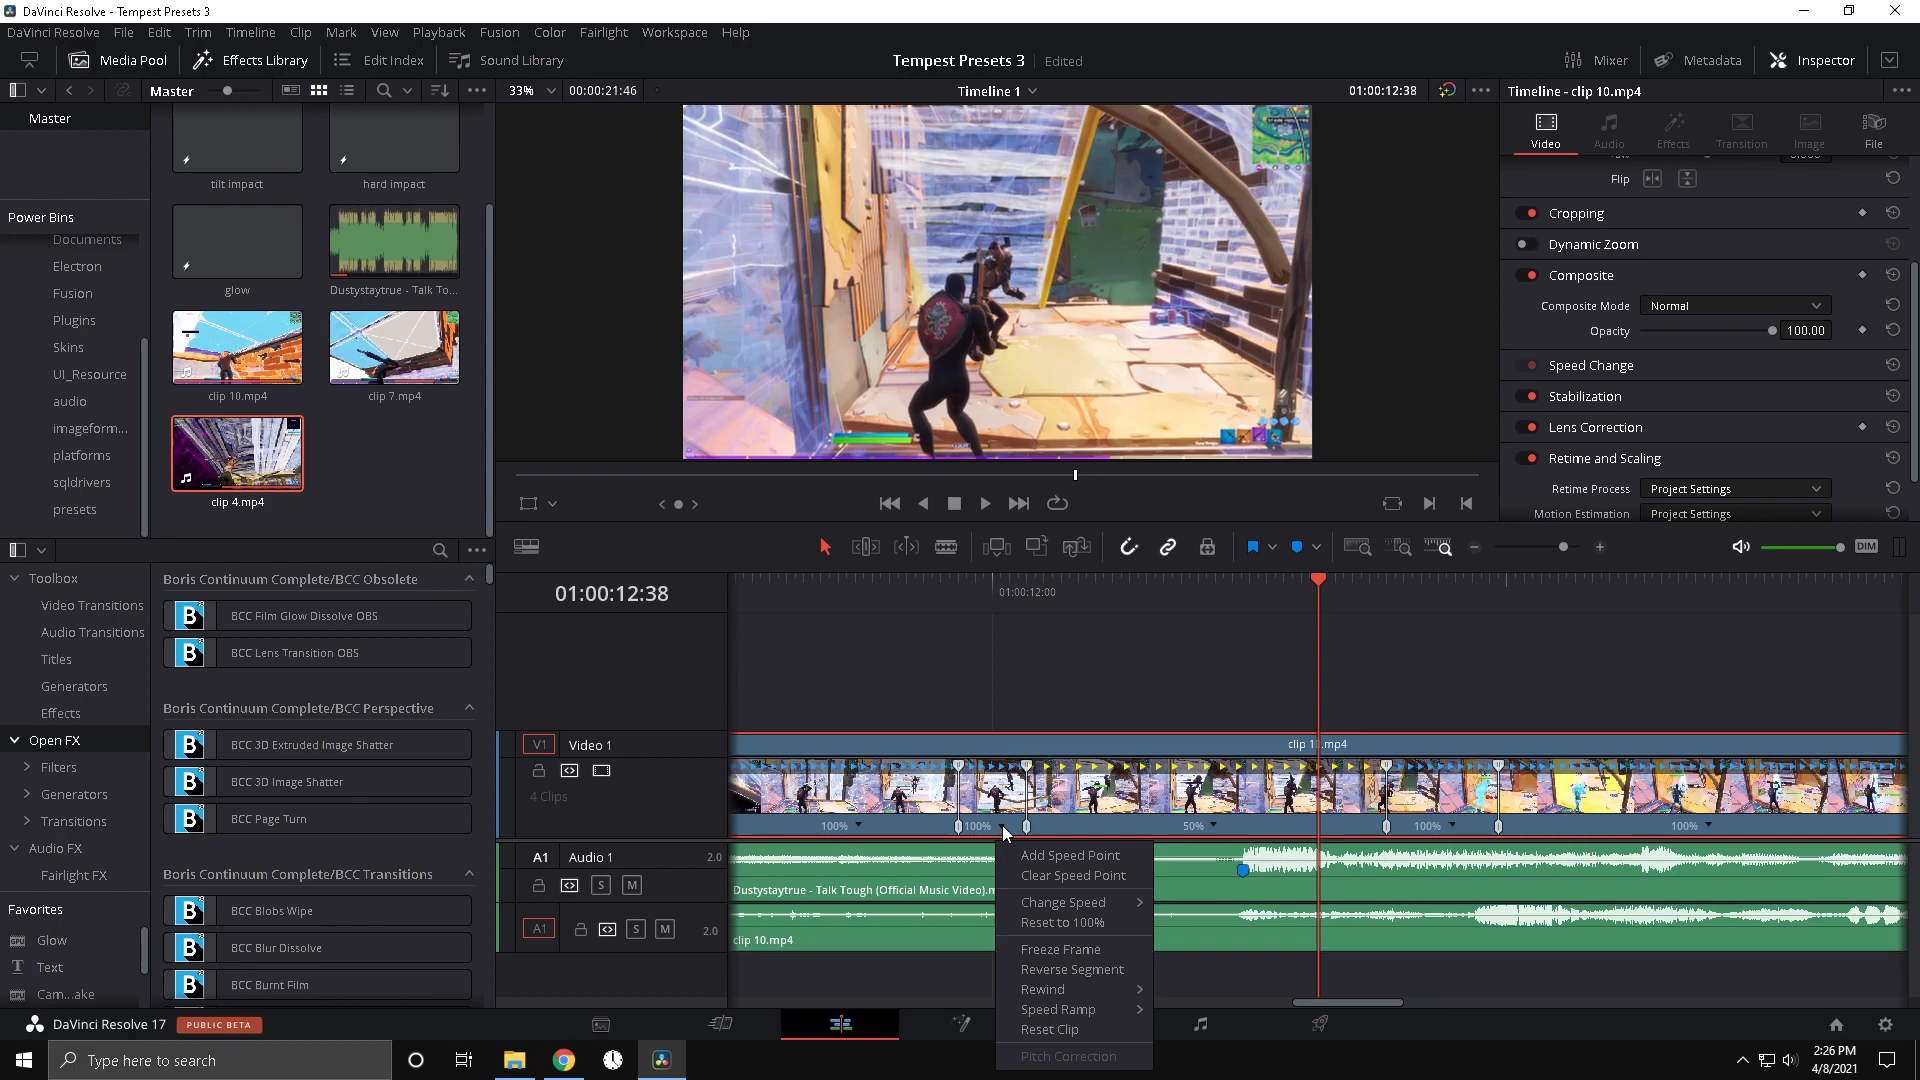 DaVinci Resolve - Tempest Presets 3
DaVinci Resolve File Edit Trim Timeline Clip Mark View Playback Fusion Color Fairlight Workspace Help
Media Pool Effects Library Edit Index Sound Library Tempest Presets 3 Edited Mixer Metadata Inspector
Master 33% 00:00:21:46 Timeline 1 01:00:12:38 Timeline - clip 10.mp4
Master
Video Audio Effects Transition Image File
tilt impact hard impact
Flip
Power Bins
Documents
Electron
Fusion
Plugins
Skins
UI_Resource
audio
imageform...
platforms
sqldrivers
presets
glow Dustystaytrue - Talk To...
clip 10.mp4 clip 7.mp4
clip 4.mp4
Cropping
Dynamic Zoom
Composite
Composite Mode Normal
Opacity 100.00
Speed Change
Stabilization
Lens Correction
Retime and Scaling
Retime Process Project Settings
Motion Estimation Project Settings
DIM
Toolbox
Video Transitions
Audio Transitions
Titles
Generators
Effects
Open FX
Filters
Generators
Transitions
Audio FX
Fairlight FX
Favorites
Glow
Text
Cam...ake
Boris Continuum Complete/BCC Obsolete
BCC Film Glow Dissolve OBS
BCC Lens Transition OBS
Boris Continuum Complete/BCC Perspective
BCC 3D Extruded Image Shatter
BCC 3D Image Shatter
BCC Page Turn
Boris Continuum Complete/BCC Transitions
BCC Blobs Wipe
BCC Blur Dissolve
BCC Burnt Film
01:00:12:38
01:00:12:00
V1 Video 1
4 Clips
clip 10.mp4
100% 100% 50% 100% 100%
A1 Audio 1 2.0
S M
Dustystaytrue - Talk Tough (Official Music Video).m
A1 S M 2.0
clip 10.mp4
Add Speed Point
Clear Speed Point
Change Speed
Reset to 100%
Freeze Frame
Reverse Segment
Rewind
Speed Ramp
Reset Clip
Pitch Correction
DaVinci Resolve 17 PUBLIC BETA
Type here to search
2:26 PM
4/8/2021